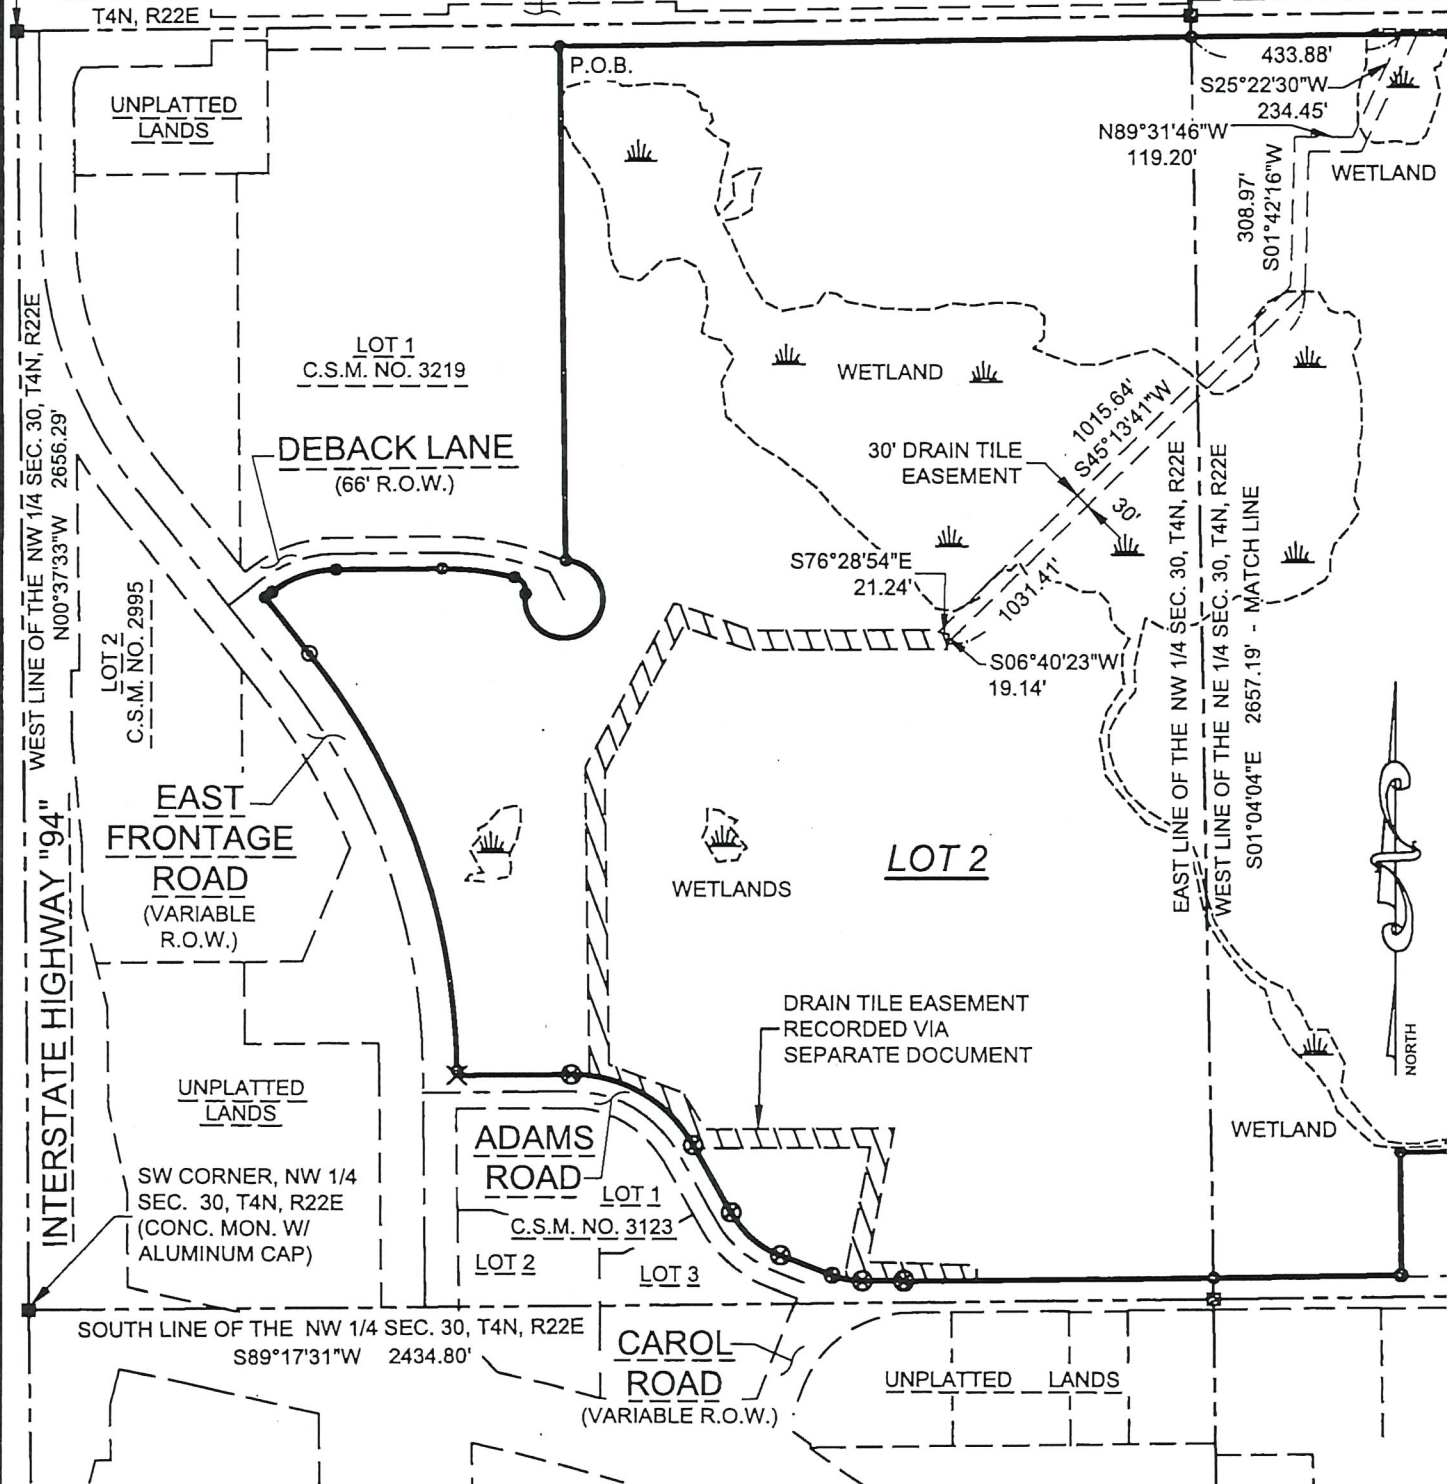 T4N, R22E
P.O.B.
433.88'
S25°22'30"W
234.45'
N89°31'46"W
119.20'
WETLAND
308.97'
S01°42'16"W
UNPLATTED
LANDS
LOT 1
C.S.M. NO. 3219
WETLAND
DEBACK LANE
(66' R.O.W.)
30' DRAIN TILE
EASEMENT
1015.64'
S45°13'41"W
30'
1031.41'
S76°28'54"E
21.24'
S06°40'23"W
19.14'
WEST LINE OF THE NW 1/4 SEC. 30, T4N, R22E
N00°37'33"W 2656.29'
LOT 2
C.S.M. NO. 2995
EAST LINE OF THE NW 1/4 SEC. 30, T4N, R22E
WEST LINE OF THE NE 1/4 SEC. 30, T4N, R22E
S01°04'04"E 2657.19' - MATCH LINE
EAST
FRONTAGE
ROAD
(VARIABLE
R.O.W.)
INTERSTATE HIGHWAY "94"
WETLANDS
LOT 2
DRAIN TILE EASEMENT
RECORDED VIA
SEPARATE DOCUMENT
NORTH
UNPLATTED
LANDS
ADAMS
ROAD
WETLAND
SW CORNER, NW 1/4
SEC. 30, T4N, R22E
(CONC. MON. W/
ALUMINUM CAP)
LOT 1
C.S.M. NO. 3123
LOT 2
LOT 3
SOUTH LINE OF THE NW 1/4 SEC. 30, T4N, R22E
S89°17'31"W 2434.80'
CAROL
ROAD
(VARIABLE R.O.W.)
UNPLATTED LANDS